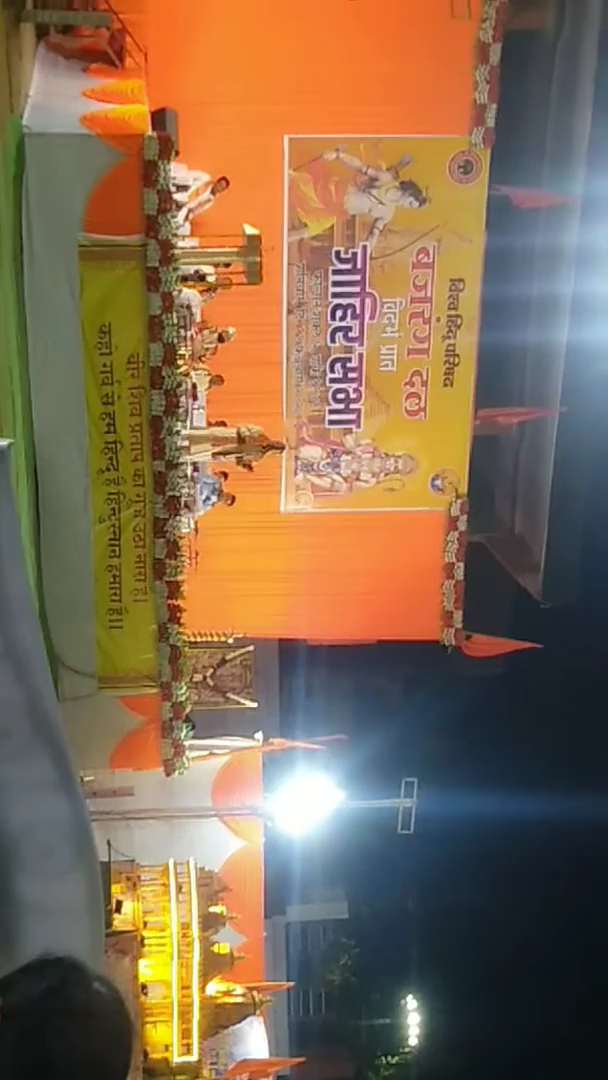 विश्व हिंदू परिषद
बजरंग दल
विदर्भ प्रांत
जाहिर सभा
वीर शिव प्रताप का गुंज उठा नारा है।
कहो गर्व से हम हिन्दू है हिन्दुस्तान हमारा है।।